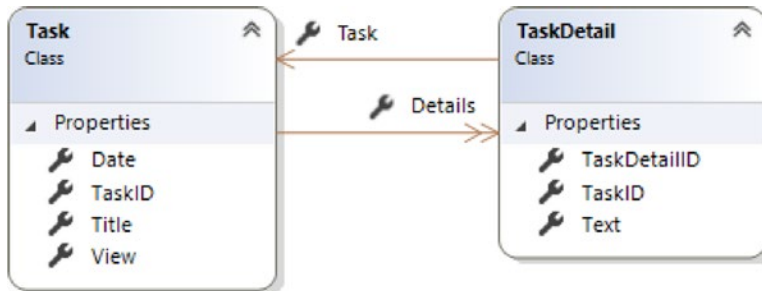 Task
Class
Properties
Date
TaskID
Title
View
Task
Details
TaskDetail
Class
Properties
TaskDetailID
TaskID
Text